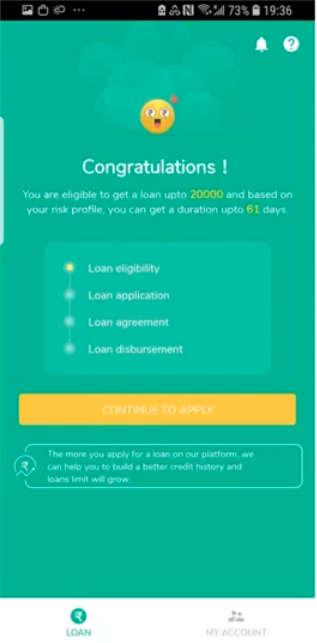 73% 19:36
Congratulations !
You are eligible to get a loan upto 20000 and based on
your risk profile, you can get a duration upto 61 days.
Loan eligibility
Loan application
Loan agreement
Loan disbursement
CONTINUE TO APPLY
The more you apply for a loan on our platform, we
can help you to build a better credit history and
loans limit will grow.
LOAN
MY ACCOUNT